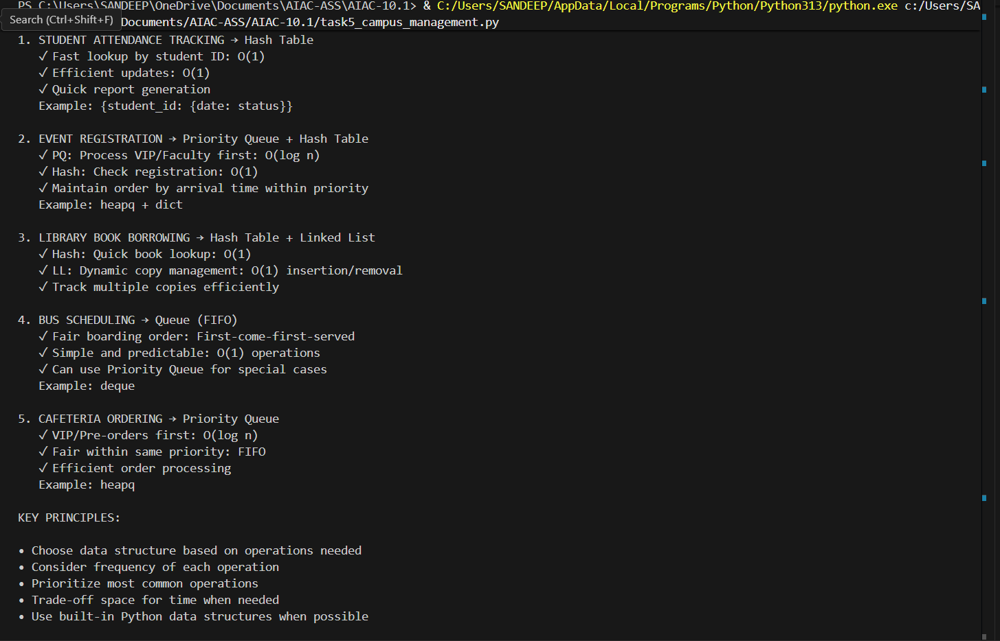 PS C:\Users\SANDEEP\OneDrive\Documents\AIAC-ASS\AIAC-10.1> & C:/Users/SANDEEP/AppData/Local/Programs/Python/Python313/python.exe c:/Users/SA
Search (Ctrl+Shift+F)
Documents/AIAC-ASS/AIAC-10.1/task5_campus_management.py
1. STUDENT ATTENDANCE TRACKING → Hash Table
✓ Fast lookup by student ID: O(1)
✓ Efficient updates: O(1)
✓ Quick report generation
Example: {student_id: {date: status}}
2. EVENT REGISTRATION → Priority Queue + Hash Table
✓ PQ: Process VIP/Faculty first: O(log n)
✓ Hash: Check registration: O(1)
✓ Maintain order by arrival time within priority
Example: heapq + dict
3. LIBRARY BOOK BORROWING → Hash Table + Linked List
✓ Hash: Quick book lookup: O(1)
✓ LL: Dynamic copy management: O(1) insertion/removal
✓ Track multiple copies efficiently
4. BUS SCHEDULING → Queue (FIFO)
✓ Fair boarding order: First-come-first-served
✓ Simple and predictable: O(1) operations
✓ Can use Priority Queue for special cases
Example: deque
5. CAFETERIA ORDERING → Priority Queue
✓ VIP/Pre-orders first: O(log n)
✓ Fair within same priority: FIFO
✓ Efficient order processing
Example: heapq
KEY PRINCIPLES:
• Choose data structure based on operations needed
• Consider frequency of each operation
• Prioritize most common operations
• Trade-off space for time when needed
• Use built-in Python data structures when possible